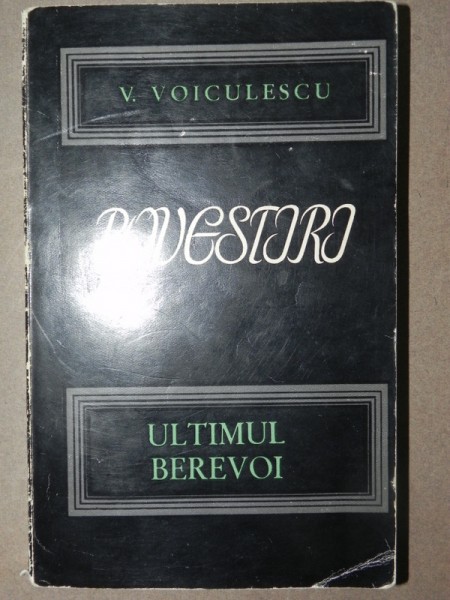 V. VOICULESCU
POVESTIRI
ULTIMUL
BEREVOI